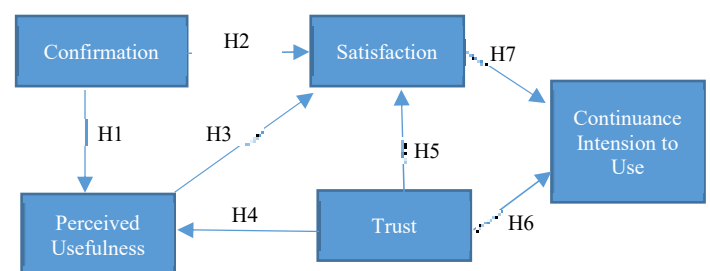 Confirmation
H2
Satisfaction
H7
Continuance
Intension to
Use
H1
H3
H5
Perceived
Usefulness
H4
Trust
H6